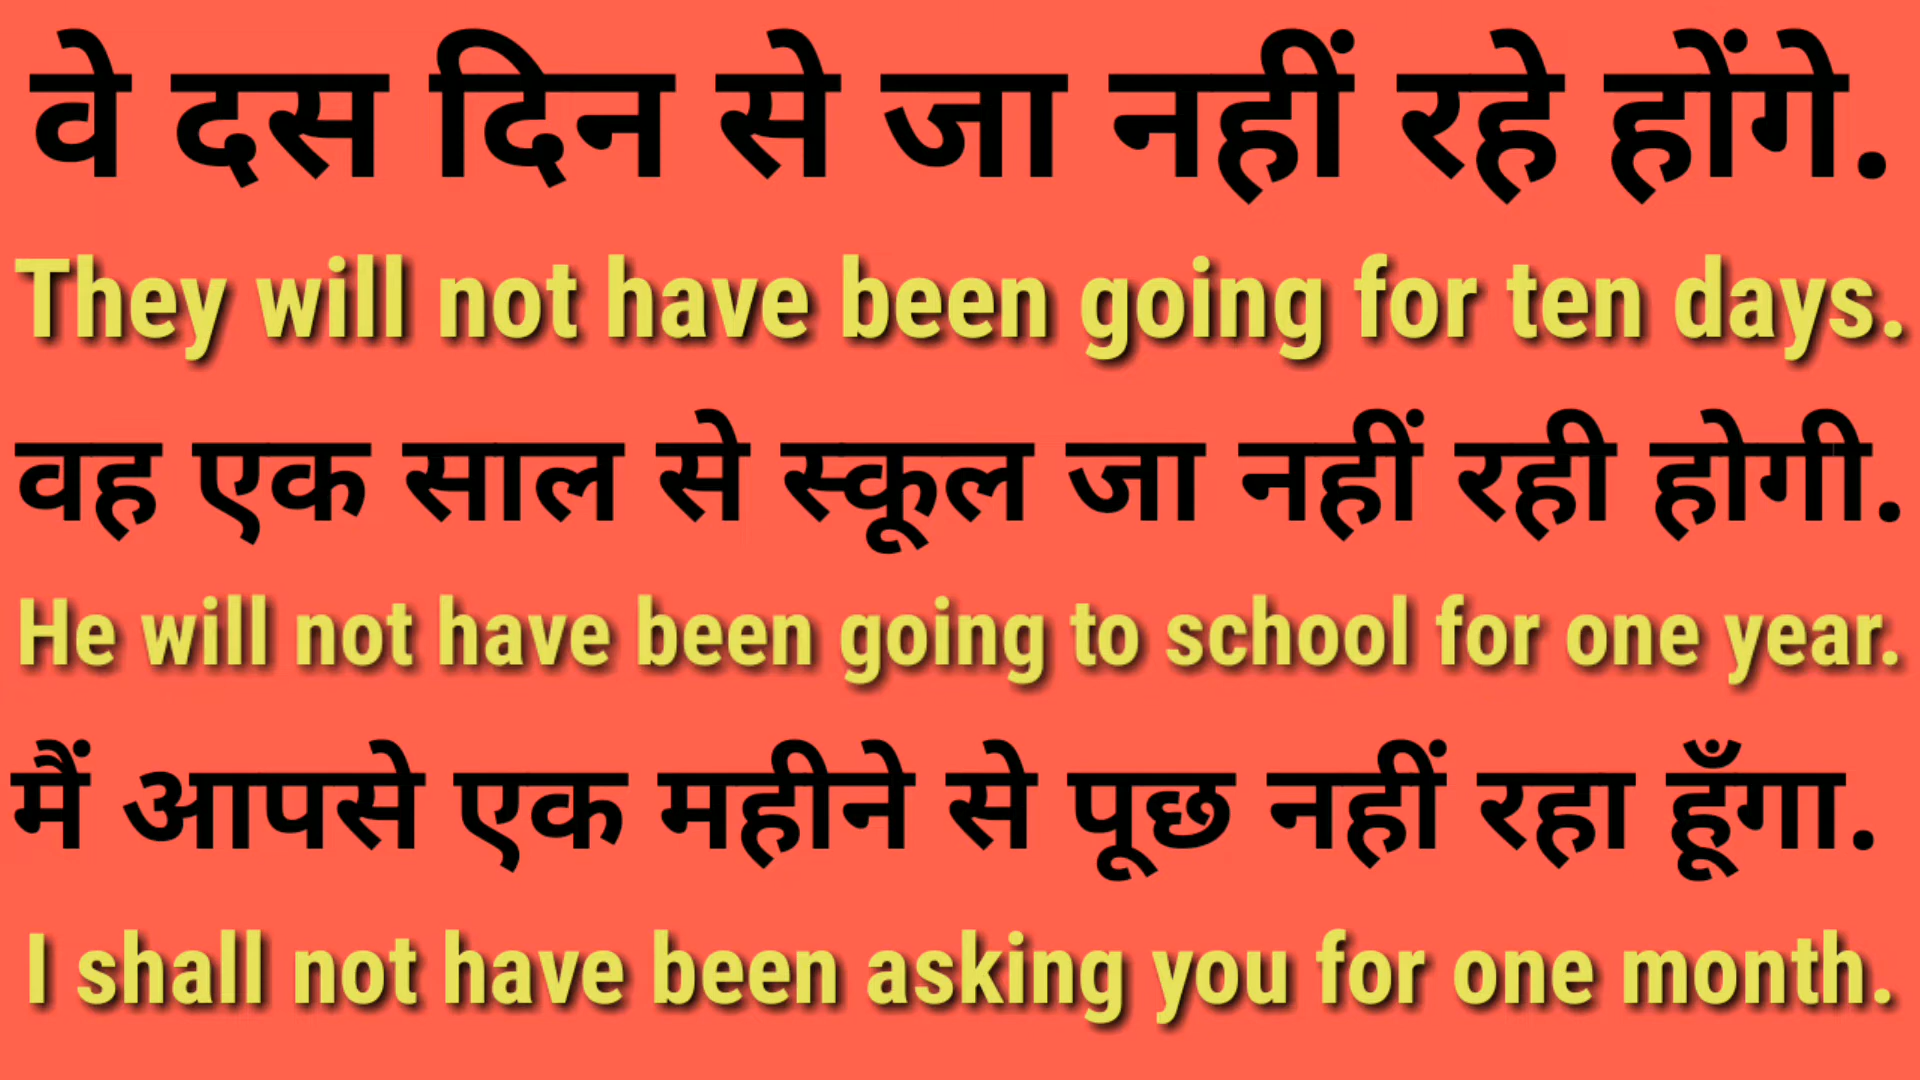 वे दस दिन से जा नहीं रहे होंगे.
They will not have been going for ten days.
वह एक साल से स्कूल जा नहीं रही होगी.
He will not have been going to school for one year.
मैं आपसे एक महीने से पूछ नहीं रहा हूँगा.
I shall not have been asking you for one month.